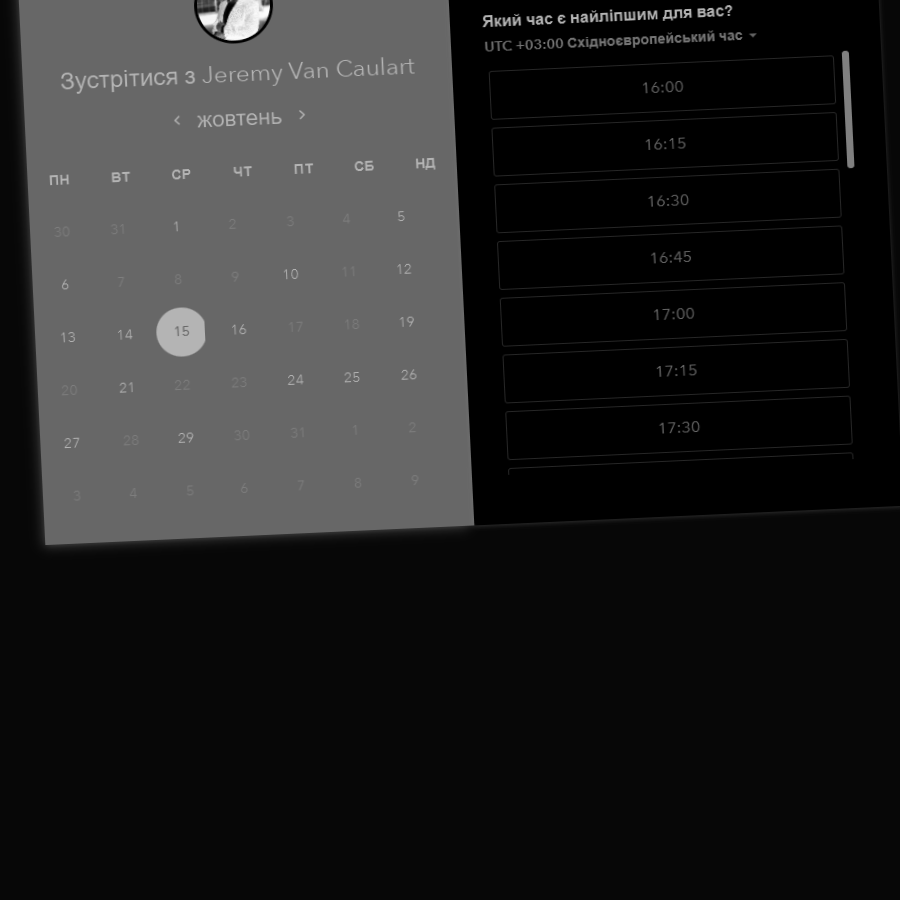 Зустрітися з Jeremy Van Caulart
‹ жовтень ›
ПН ВТ СР ЧТ ПТ СБ НД
30 31 1 2 3 4 5
6 7 8 9 10 11 12
13 14 15 16 17 18 19
20 21 22 23 24 25 26
27 28 29 30 31 1 2
3 4 5 6 7 8 9
Який час є найліпшим для вас?
UTC +03:00 Східноєвропейський час
16:00
16:15
16:30
16:45
17:00
17:15
17:30